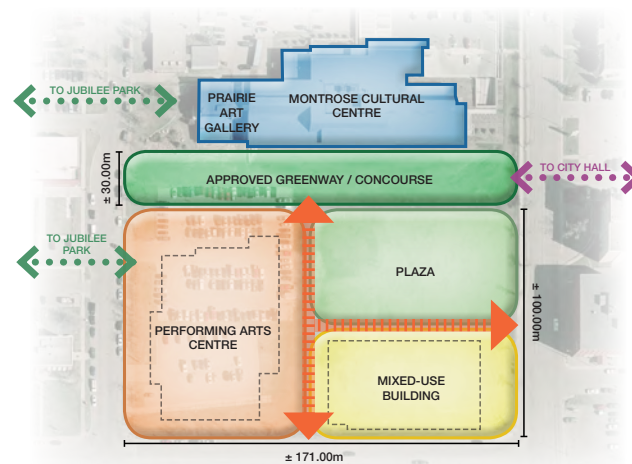 TO JUBILEE PARK
PRAIRIE
ART
GALLERY
MONTROSE CULTURAL
CENTRE
± 30.00m
APPROVED GREENWAY / CONCOURSE
TO CITY HALL
TO JUBILEE
PARK
PLAZA
± 100.00m
PERFORMING ARTS
CENTRE
MIXED-USE
BUILDING
± 171.00m